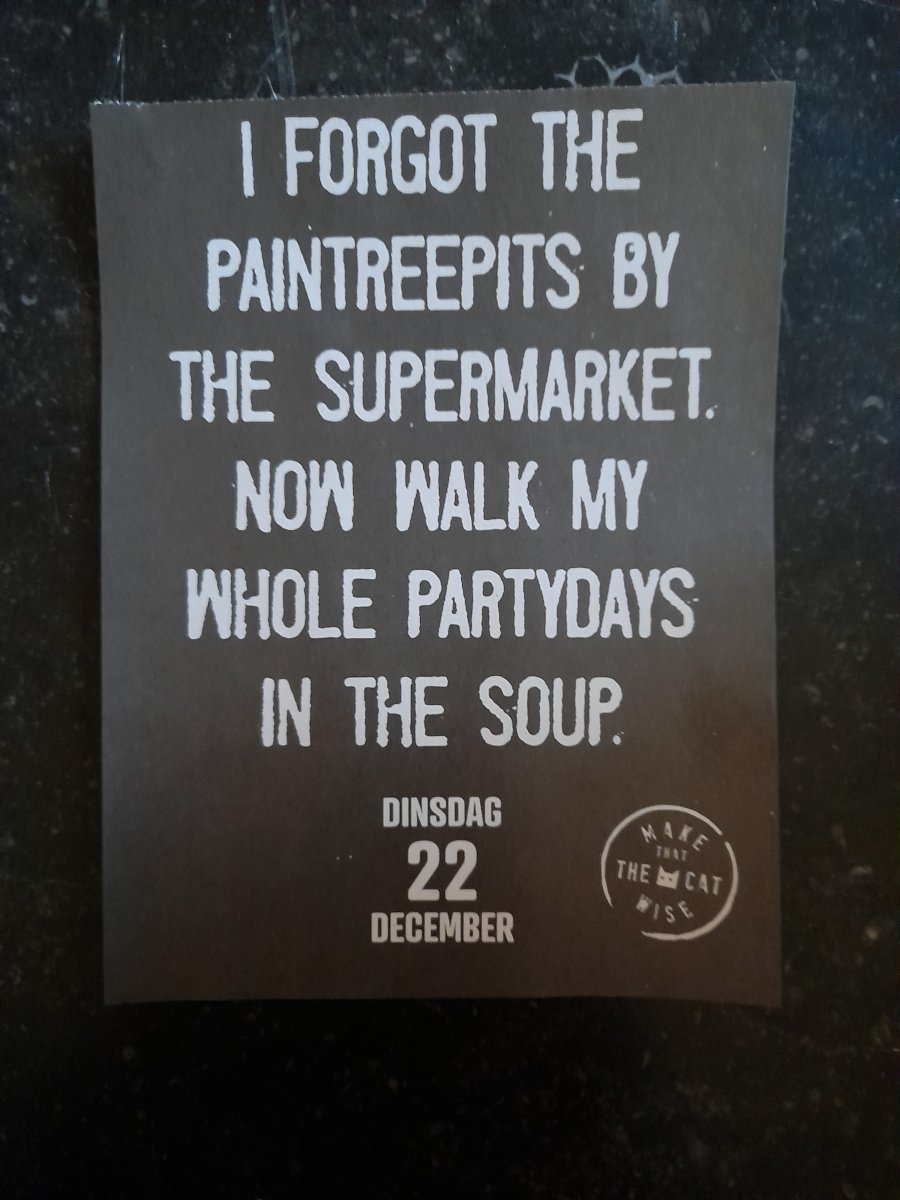 I FORGOT THE
PAINTREEPITS BY
THE SUPERMARKET.
NOW WALK MY
WHOLE PARTYDAYS
IN THE SOUP.
DINSDAG
22
DECEMBER
MAKE
THAT
THE CAT
WISE